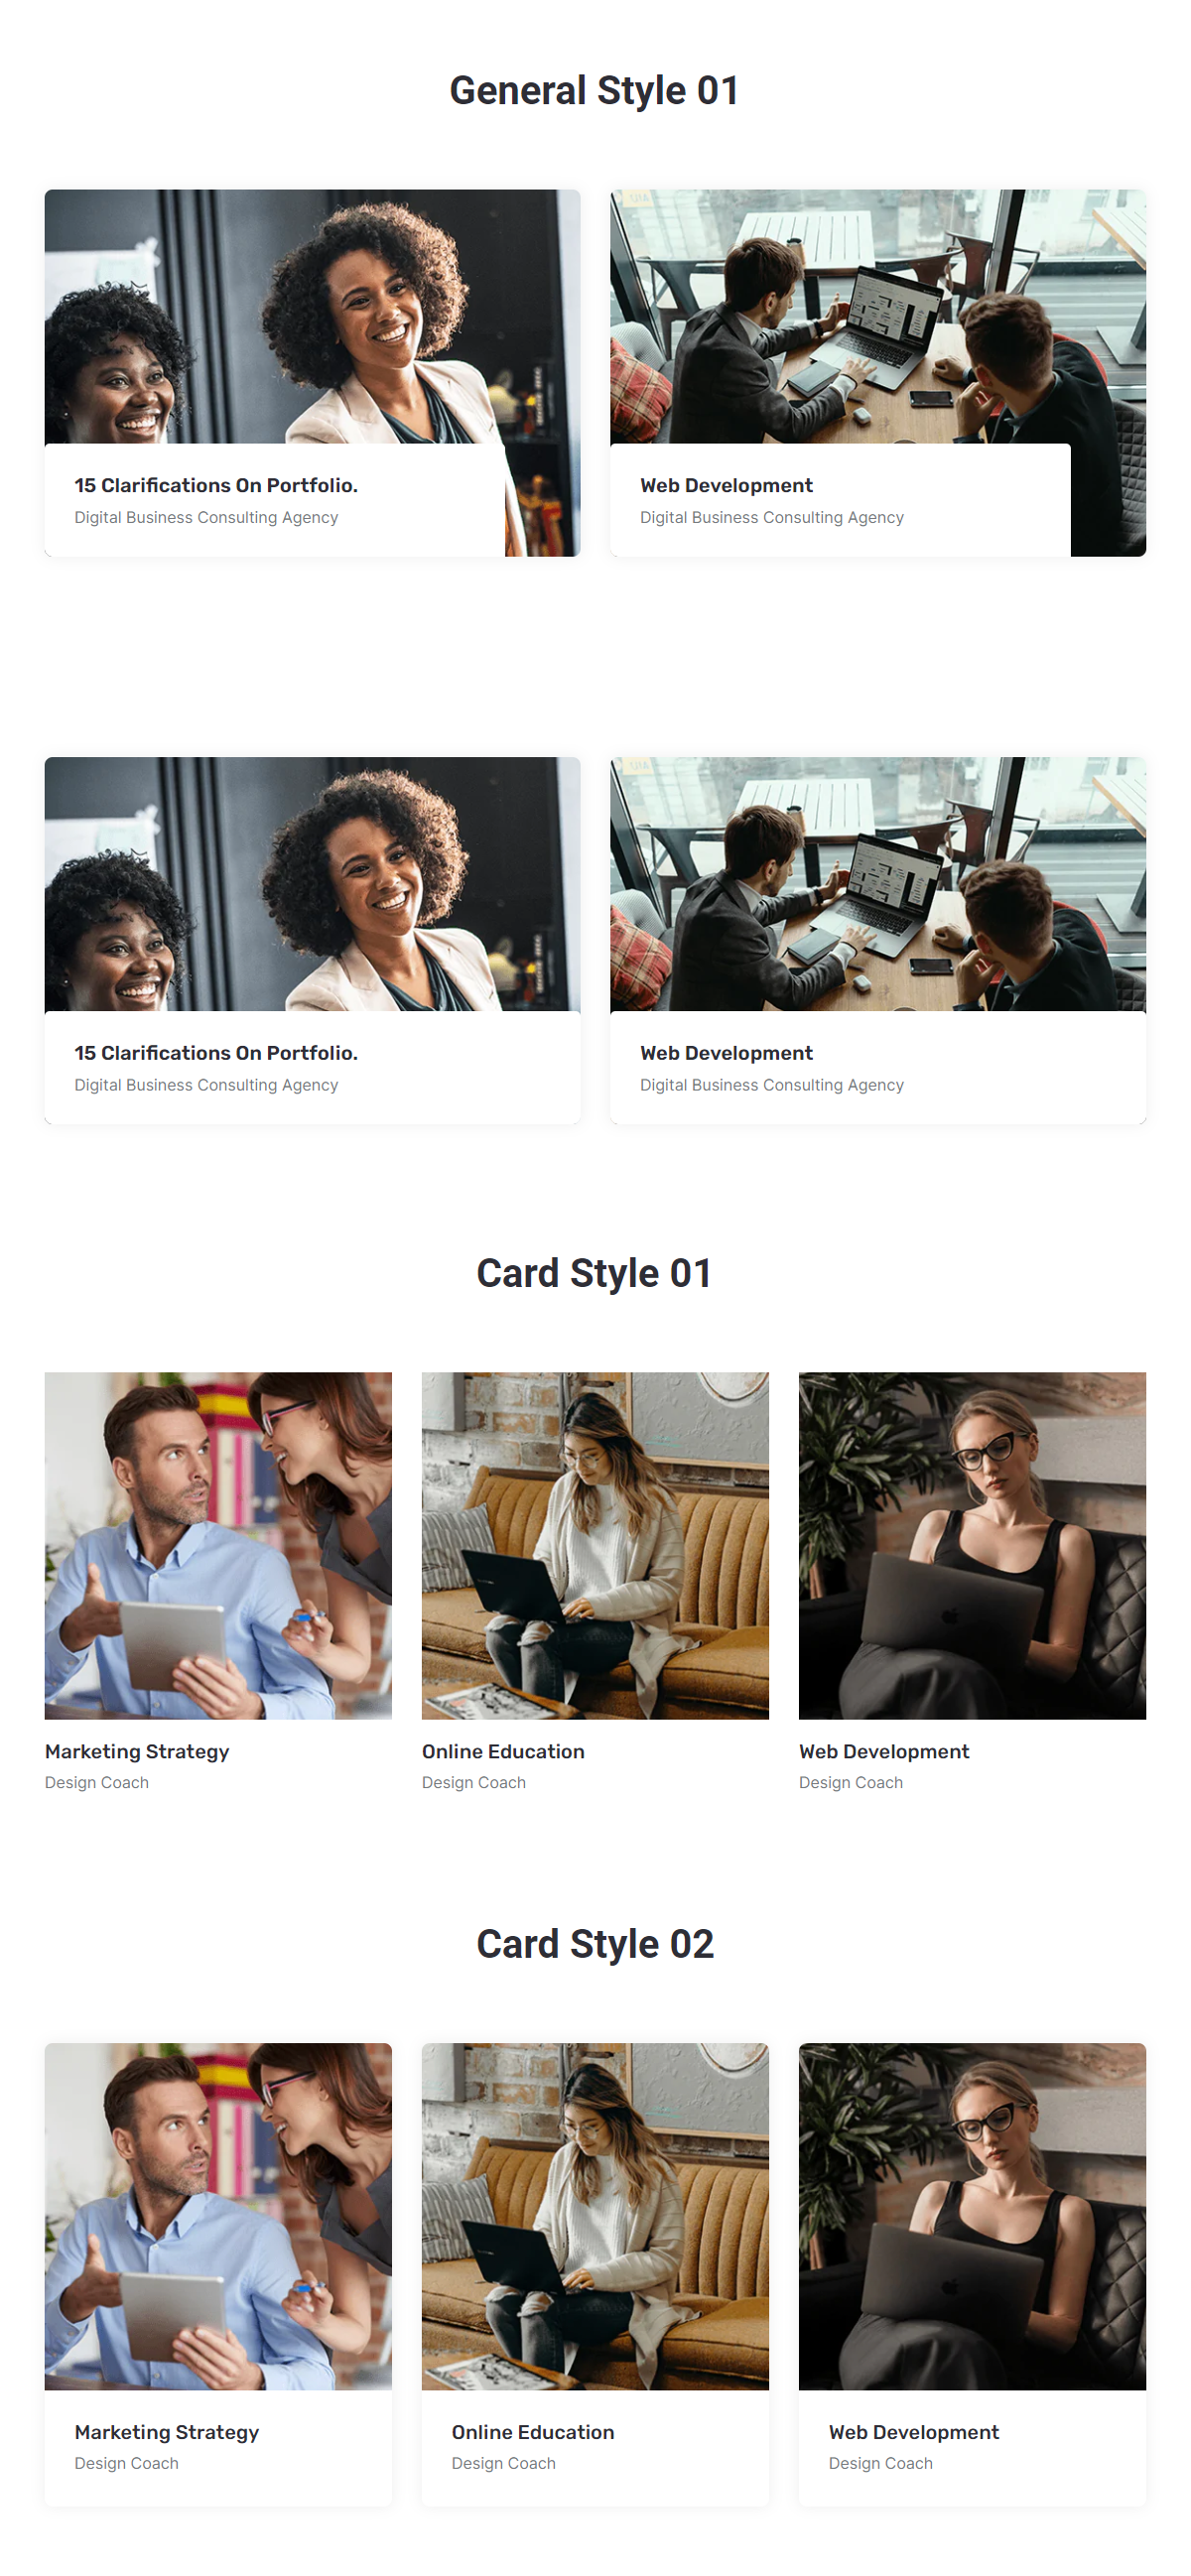 General Style 01
15 Clarifications On Portfolio.
Digital Business Consulting Agency
Web Development
Digital Business Consulting Agency
15 Clarifications On Portfolio.
Digital Business Consulting Agency
Web Development
Digital Business Consulting Agency
Card Style 01
Marketing Strategy
Design Coach
Online Education
Design Coach
Web Development
Design Coach
Card Style 02
Marketing Strategy
Design Coach
Online Education
Design Coach
Web Development
Design Coach